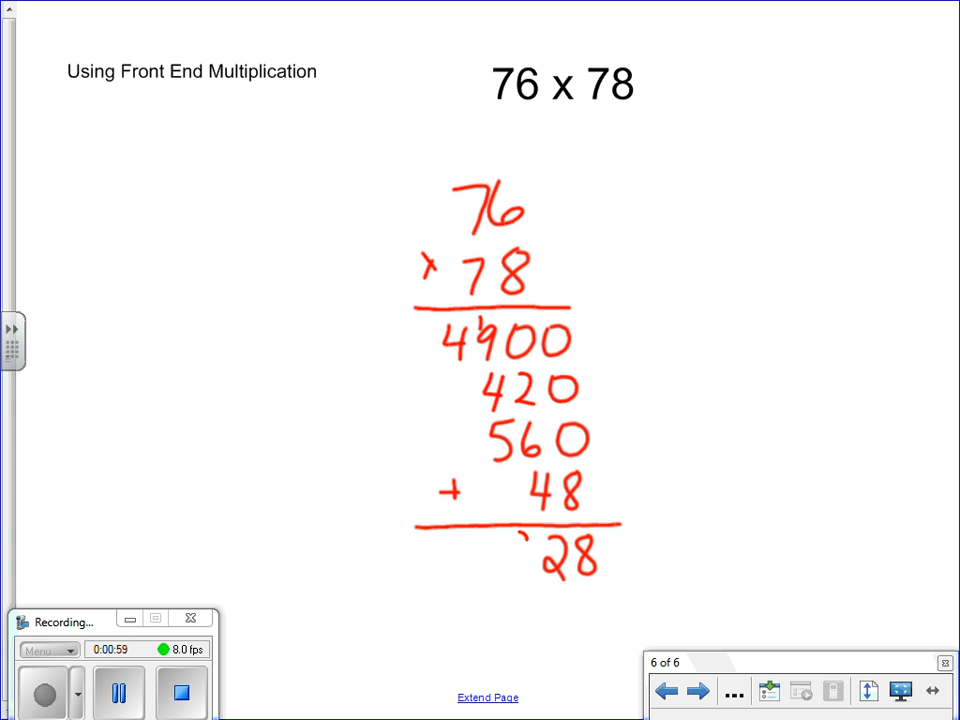 Using Front End Multiplication
76 x 78
76
x 78
4900
1
420
560
+ 48
28
Recording...
Menu
0:00:59
8.0 fps
Extend Page
6 of 6
...